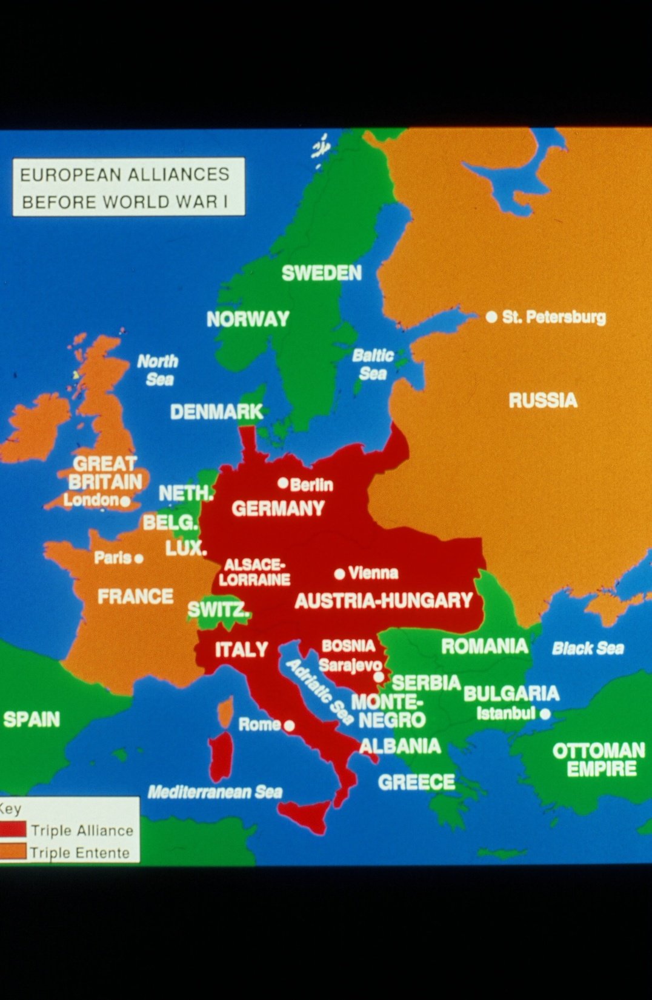 EUROPEAN ALLIANCES
BEFORE WORLD WAR I
SWEDEN
NORWAY
St. Petersburg
North
Sea
Baltic
Sea
RUSSIA
DENMARK
GREAT
BRITAIN
London
NETH.
Berlin
GERMANY
BELG.
LUX.
Paris
ALSACE-
LORRAINE
Vienna
FRANCE
AUSTRIA-HUNGARY
SWITZ.
ITALY
BOSNIA
Sarajevo
ROMANIA
Black Sea
Adriatic Sea
SERBIA
BULGARIA
MONTE-
NEGRO
Istanbul
SPAIN
Rome
ALBANIA
OTTOMAN
EMPIRE
GREECE
Mediterranean Sea
Key
Triple Alliance
Triple Entente